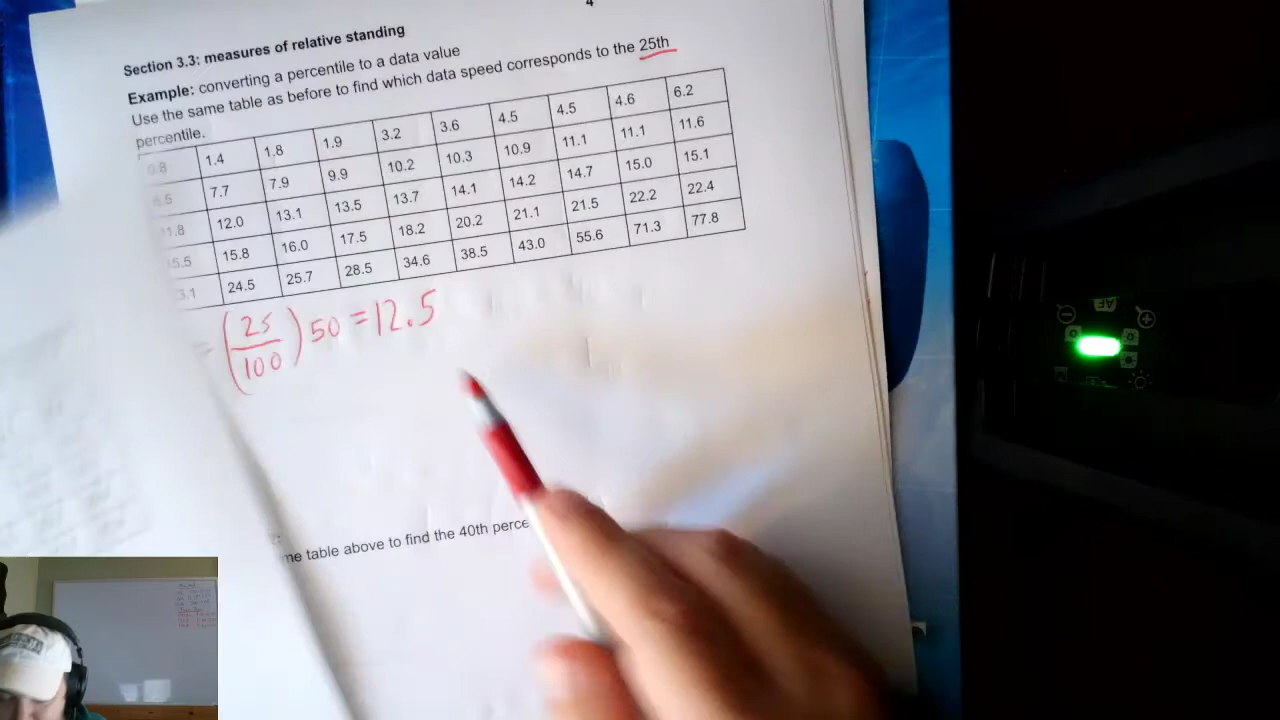 4
Section 3.3: measures of relative standing
Example: converting a percentile to a data value
Use the same table as before to find which data speed corresponds to the 25th
percentile.
0.8 1.4 1.8 1.9 3.2 3.6 4.5 4.5 4.6 6.2
7.7 7.9 9.9 10.2 10.3 10.9 11.1 11.1 11.6
11.8 12.0 13.1 13.5 13.7 14.1 14.2 14.7 15.0 15.1
15.8 16.0 17.5 18.2 20.2 21.1 21.5 22.2 22.4
24.5 25.7 28.5 34.6 38.5 43.0 55.6 71.3 77.8
= (25/100) 50 = 12.5
table above to find the 40th
AF